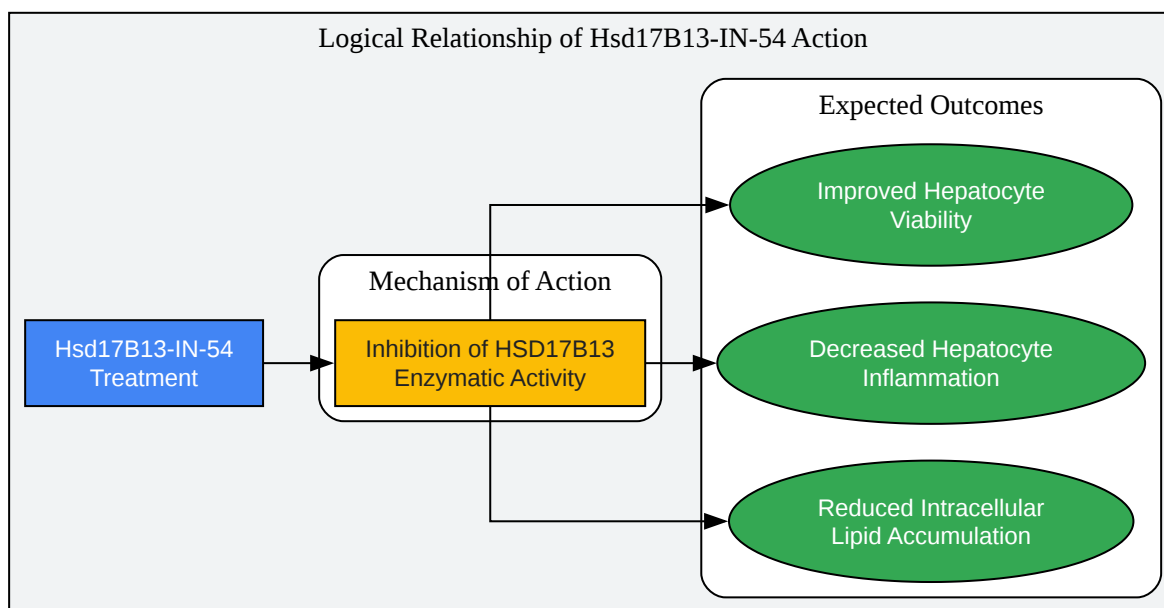 Logical Relationship of Hsd17B13-IN-54 Action
Expected Outcomes
Improved Hepatocyte
Viability
Mechanism of Action
Hsd17B13-IN-54
Treatment
Inhibition of HSD17B13
Enzymatic Activity
Decreased Hepatocyte
Inflammation
Reduced Intracellular
Lipid Accumulation